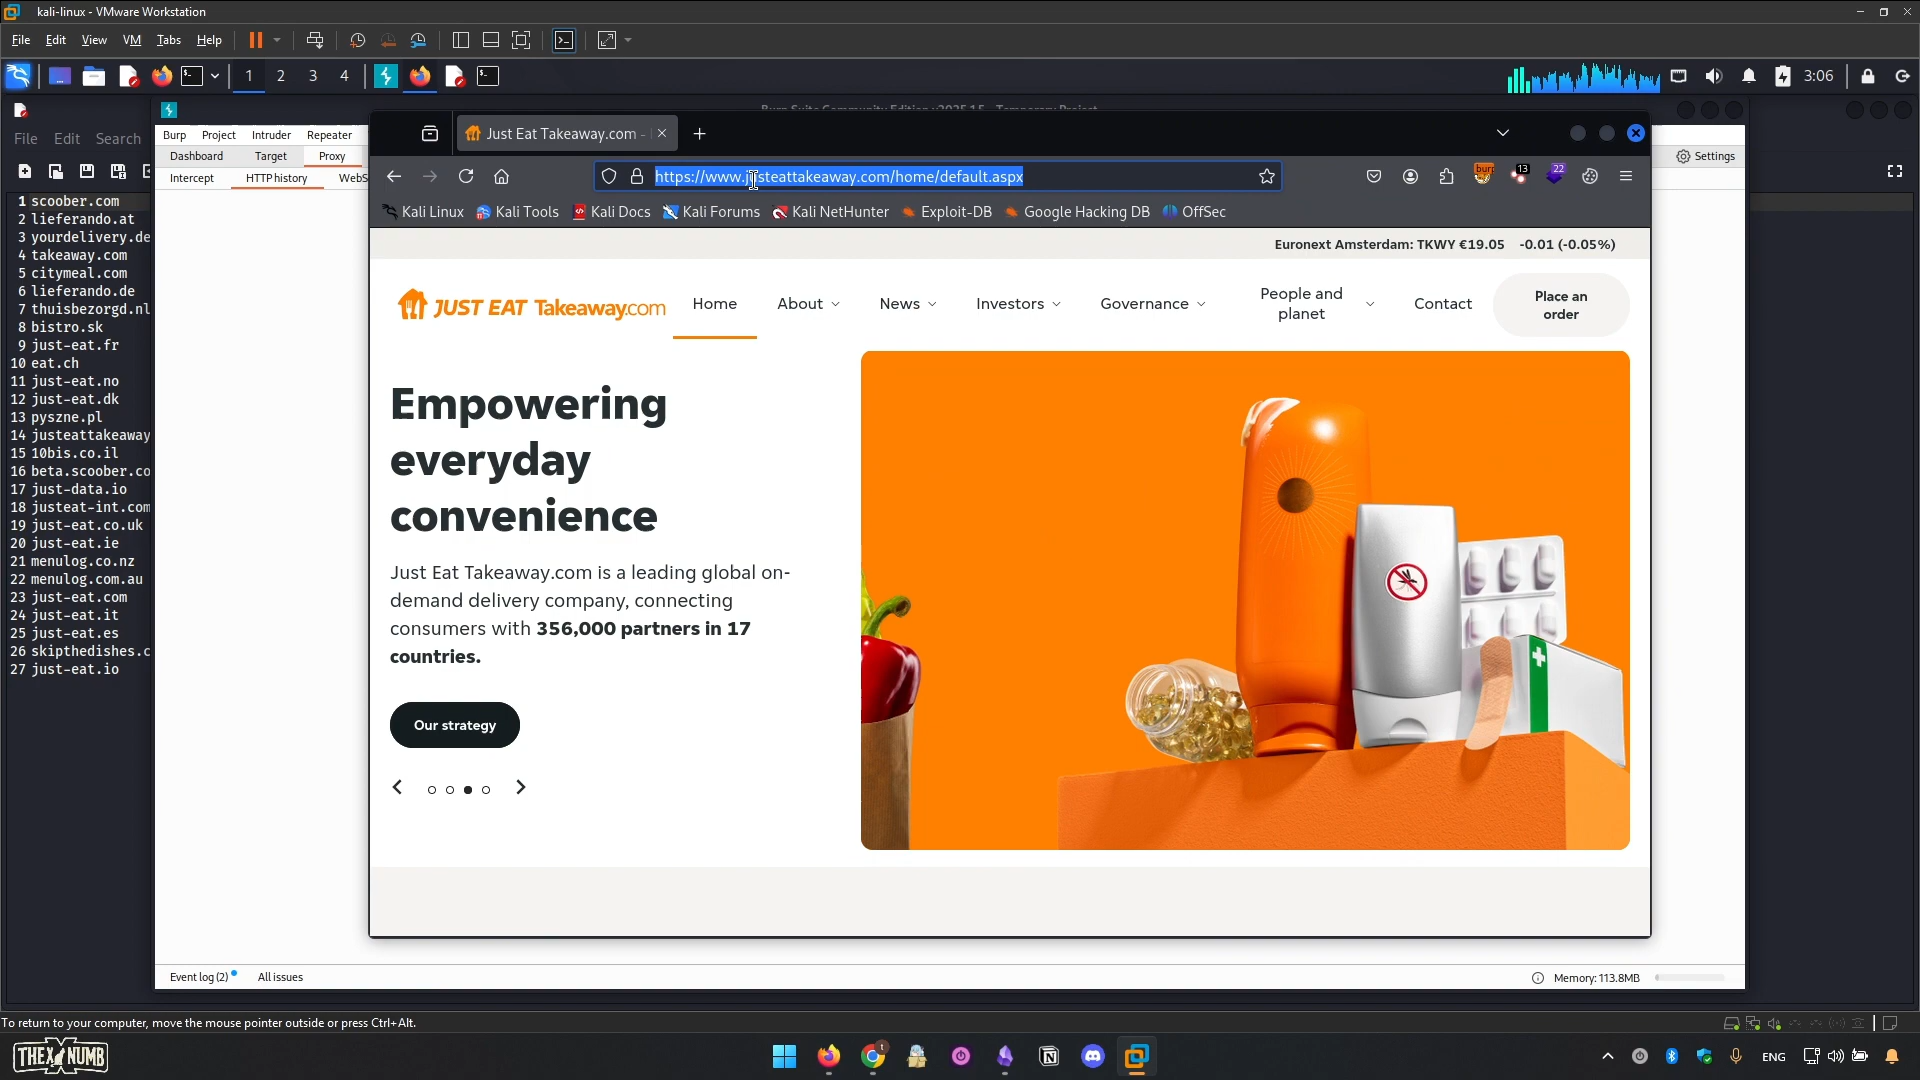 kali-linux - VMware Workstation
File Edit View VM Tabs Help
1 2 3 4
3:06
File Edit Search
Burp Project Intruder Repeater
Dashboard Target Proxy
Settings
Intercept HTTP history WebS
Just Eat Takeaway.com -
https://www.justeattakeaway.com/home/default.aspx
13
22
Kali Linux Kali Tools Kali Docs Kali Forums Kali NetHunter Exploit-DB Google Hacking DB OffSec
1 scoober.com
2 lieferando.at
3 yourdelivery.de
4 takeaway.com
5 citymeal.com
6 lieferando.de
7 thuisbezorgd.nl
8 bistro.sk
9 just-eat.fr
10 eat.ch
11 just-eat.no
12 just-eat.dk
13 pyszne.pl
14 justeattakeaway
15 10bis.co.il
16 beta.scoober.co
17 just-data.io
18 justeat-int.com
19 just-eat.co.uk
20 just-eat.ie
21 menulog.co.nz
22 menulog.com.au
23 just-eat.com
24 just-eat.it
25 just-eat.es
26 skipthedishes.c
27 just-eat.io
Euronext Amsterdam: TKWY €19.05 -0.01 (-0.05%)
JUST EAT Takeaway.com
Home About News Investors Governance People and planet Contact
Place an order
Empowering
everyday
convenience
Just Eat Takeaway.com is a leading global on-
demand delivery company, connecting
consumers with 356,000 partners in 17
countries.
Our strategy
Event log (2) All issues
Memory: 113.8MB
To return to your computer, move the mouse pointer outside or press Ctrl+Alt.
THEXNUMB
ENG